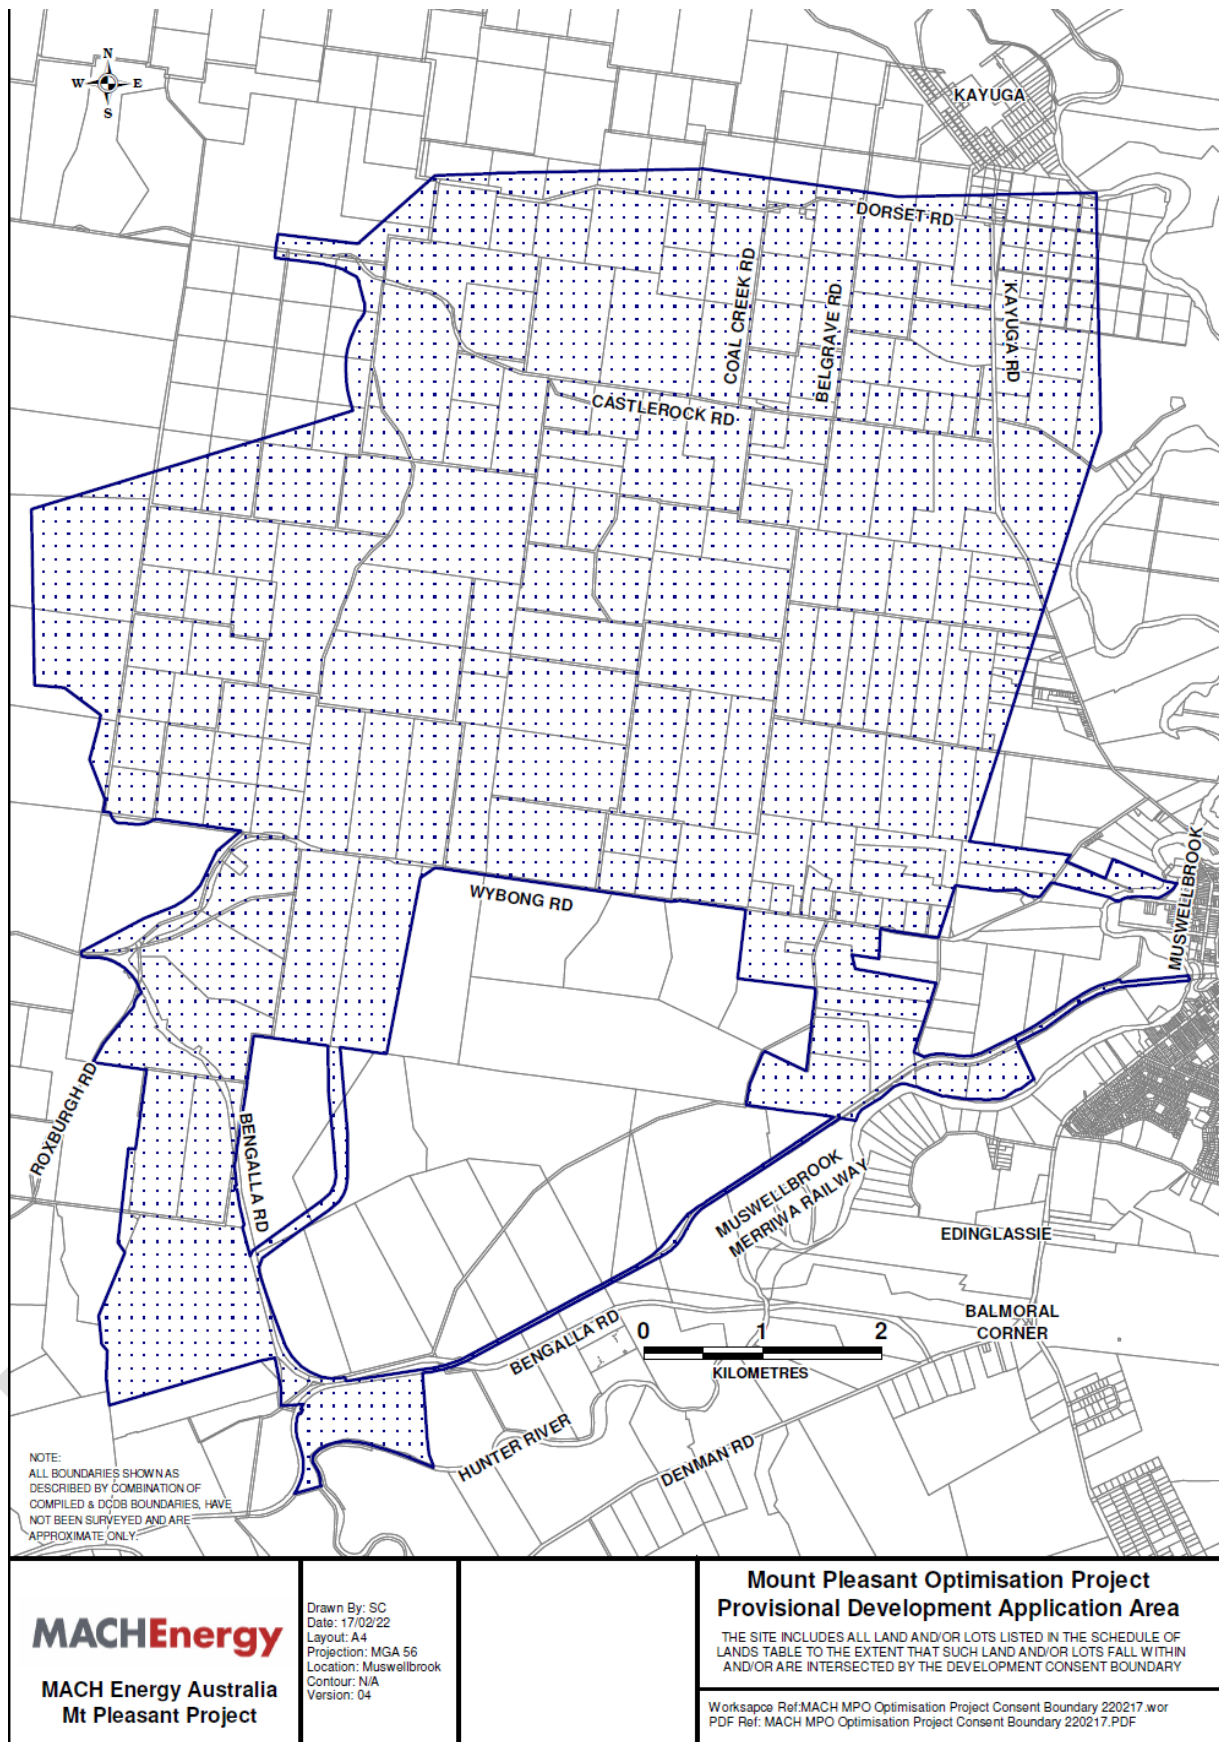 N
W E
S
KAYUGA
DORSET RD
COAL CREEK RD
BELGRAVE RD
KAYUGA RD
CASTLEROCK RD
MUSWELLBROOK
WYBONG RD
ROXBURGH RD
BENGALLA RD
MUSWELLBROOK
MERRIWA RAILWAY
EDINGLASSIE
BALMORAL
CORNER
BENGALLA RD
0 1 2
KILOMETRES
HUNTER RIVER
DENMAN RD
NOTE:
ALL BOUNDARIES SHOWN AS
DESCRIBED BY COMBINATION OF
COMPILED & DCDB BOUNDARIES, HAVE
NOT BEEN SURVEYED AND ARE
APPROXIMATE ONLY.
MACHEnergy
MACH Energy Australia
Mt Pleasant Project
Drawn By: SC
Date: 17/02/22
Layout: A4
Projection: MGA 56
Location: Muswellbrook
Contour: N/A
Version: 04
Mount Pleasant Optimisation Project
Provisional Development Application Area
THE SITE INCLUDES ALL LAND AND/OR LOTS LISTED IN THE SCHEDULE OF
LANDS TABLE TO THE EXTENT THAT SUCH LAND AND/OR LOTS FALL WITHIN
AND/OR ARE INTERSECTED BY THE DEVELOPMENT CONSENT BOUNDARY
Worksapce Ref:MACH MPO Optimisation Project Consent Boundary 220217.wor
PDF Ref: MACH MPO Optimisation Project Consent Boundary 220217.PDF